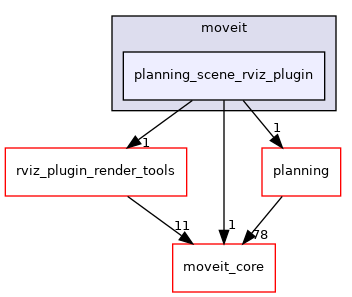 moveit
planning_scene_rviz_plugin
1
1
rviz_plugin_render_tools
planning
11
1
78
moveit_core